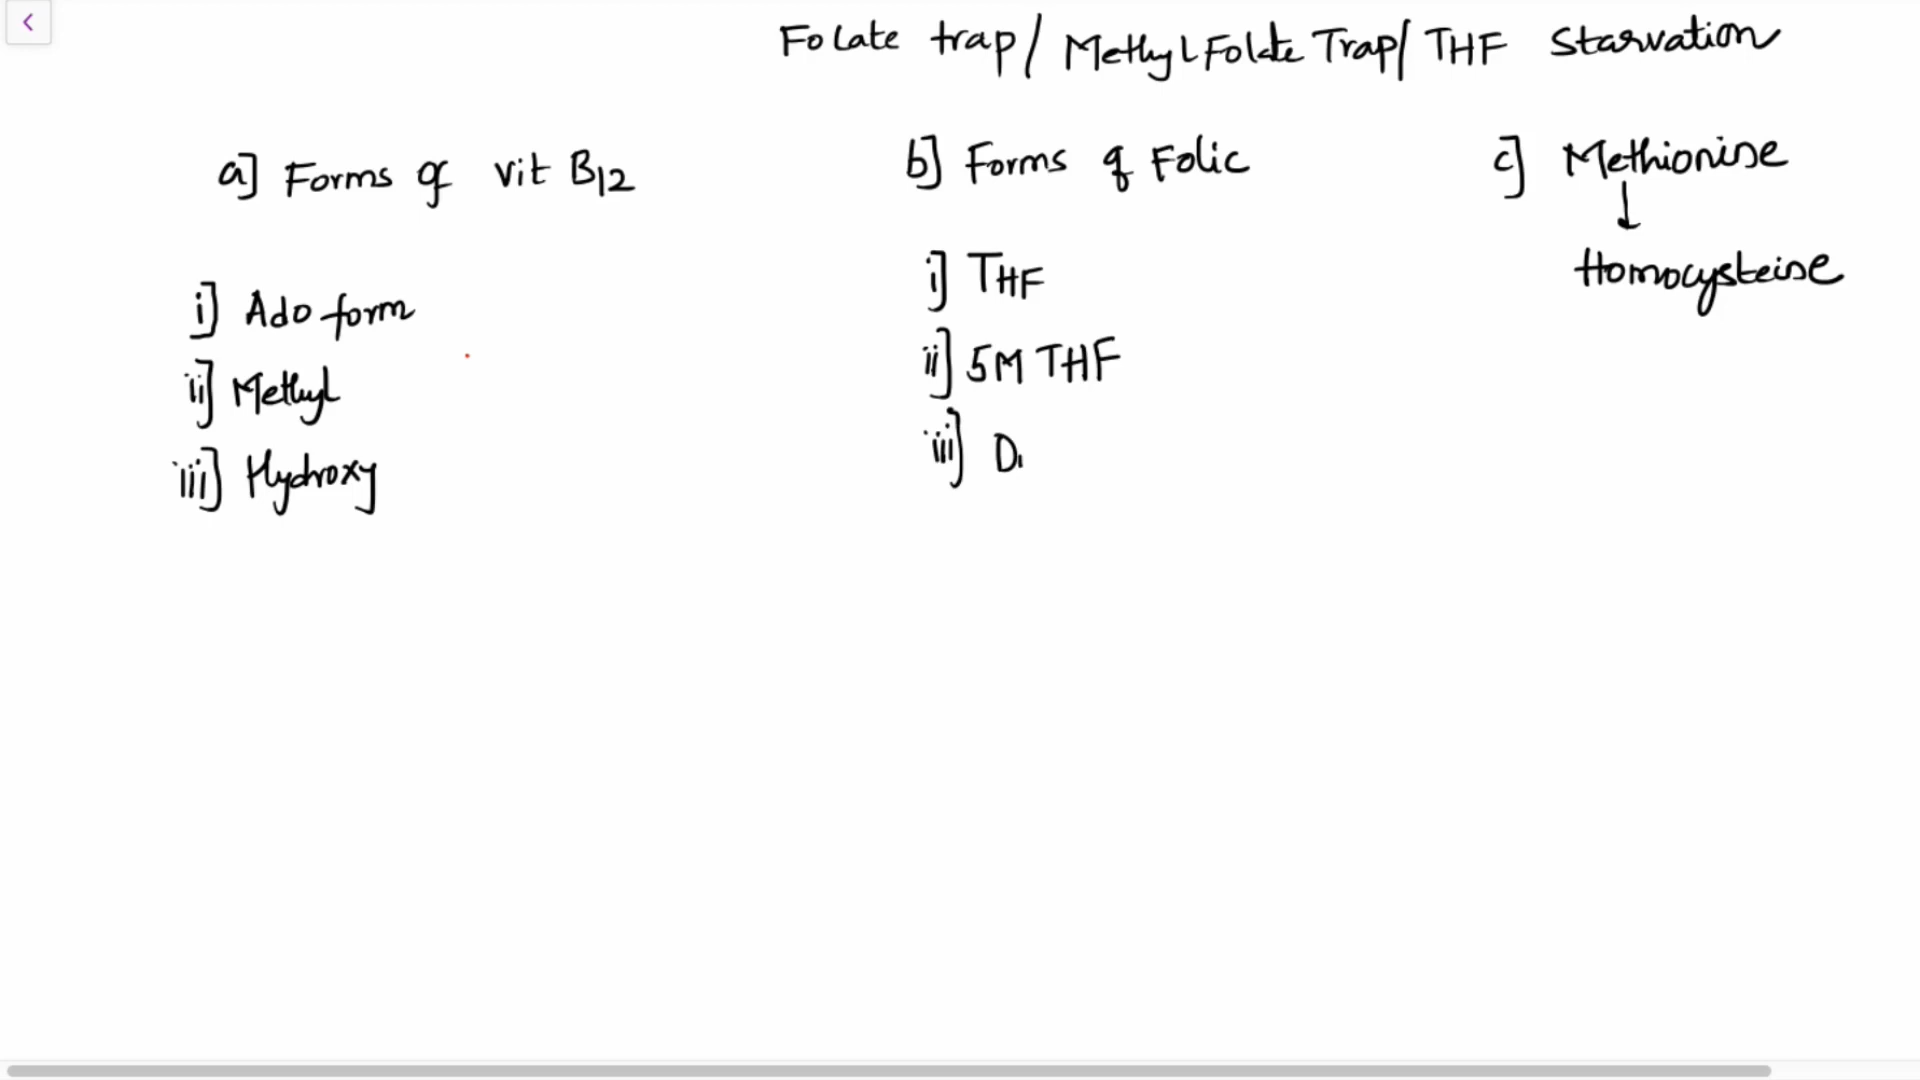 Folate trap/ Methyl Folate Trap/ THF Starvation
a] Forms of vit B12
i] Ado form
ii] Methyl
iii] Hydroxy
b] Forms of Folic
i] THF
ii] 5M THF
iii] Di
c] Methionine
↓
Homocysteine